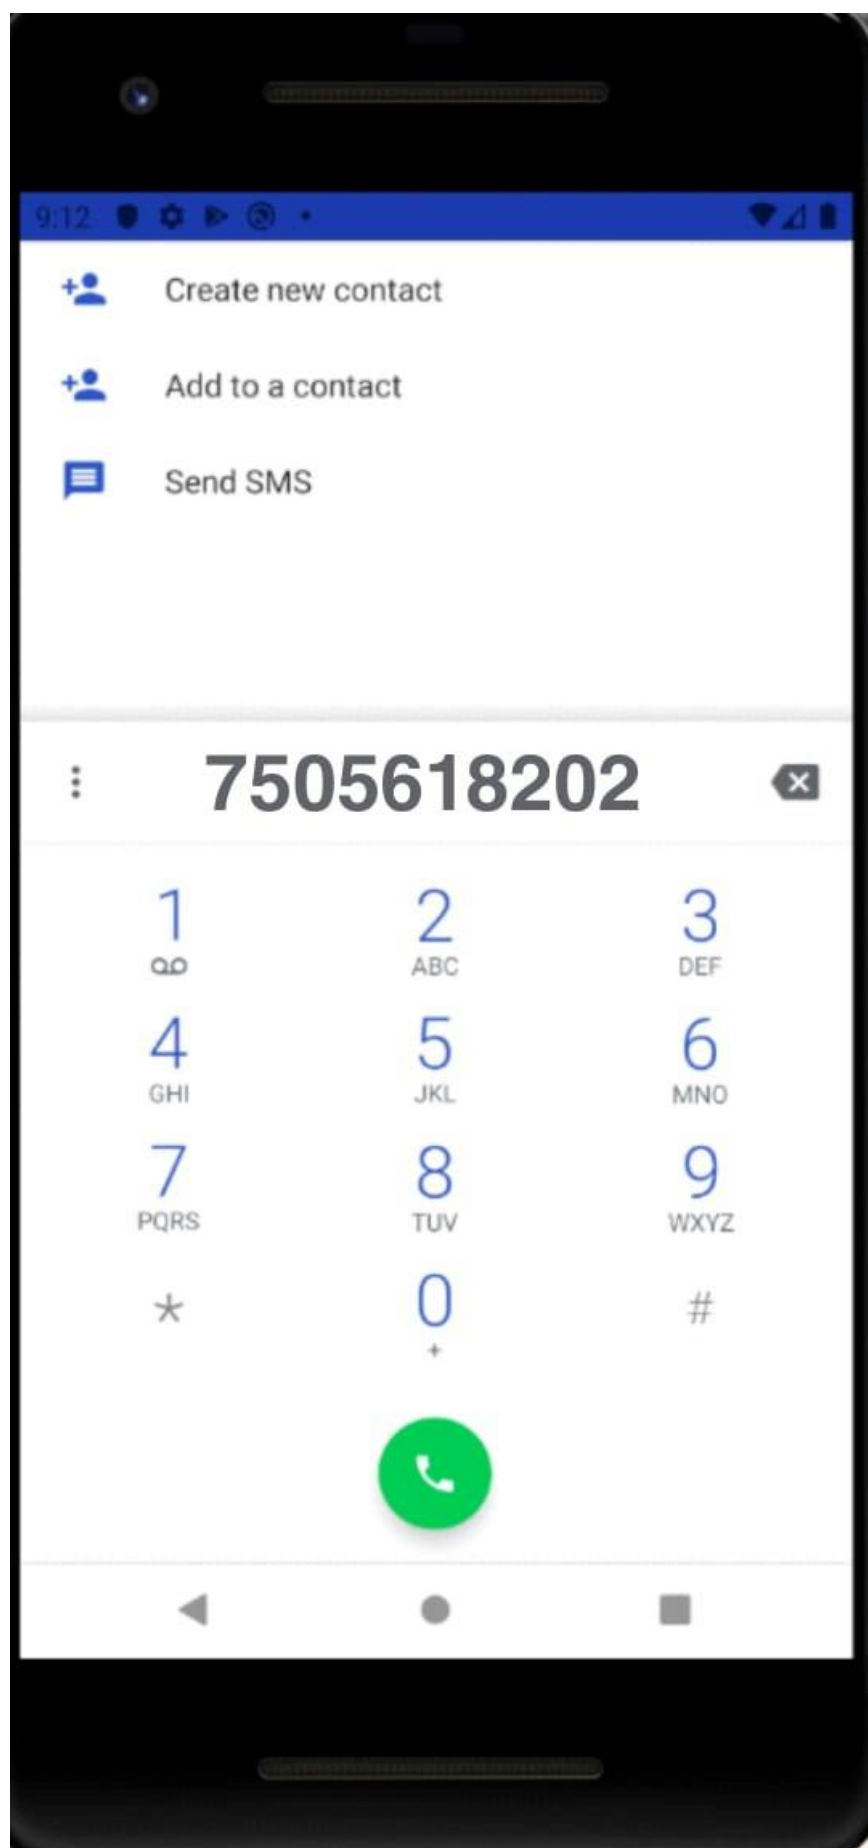 9:12
Create new contact
Add to a contact
Send SMS
7505618202
1 2 3
ABC DEF
4 5 6
GHI JKL MNO
7 8 9
PQRS TUV WXYZ
* 0 #
+